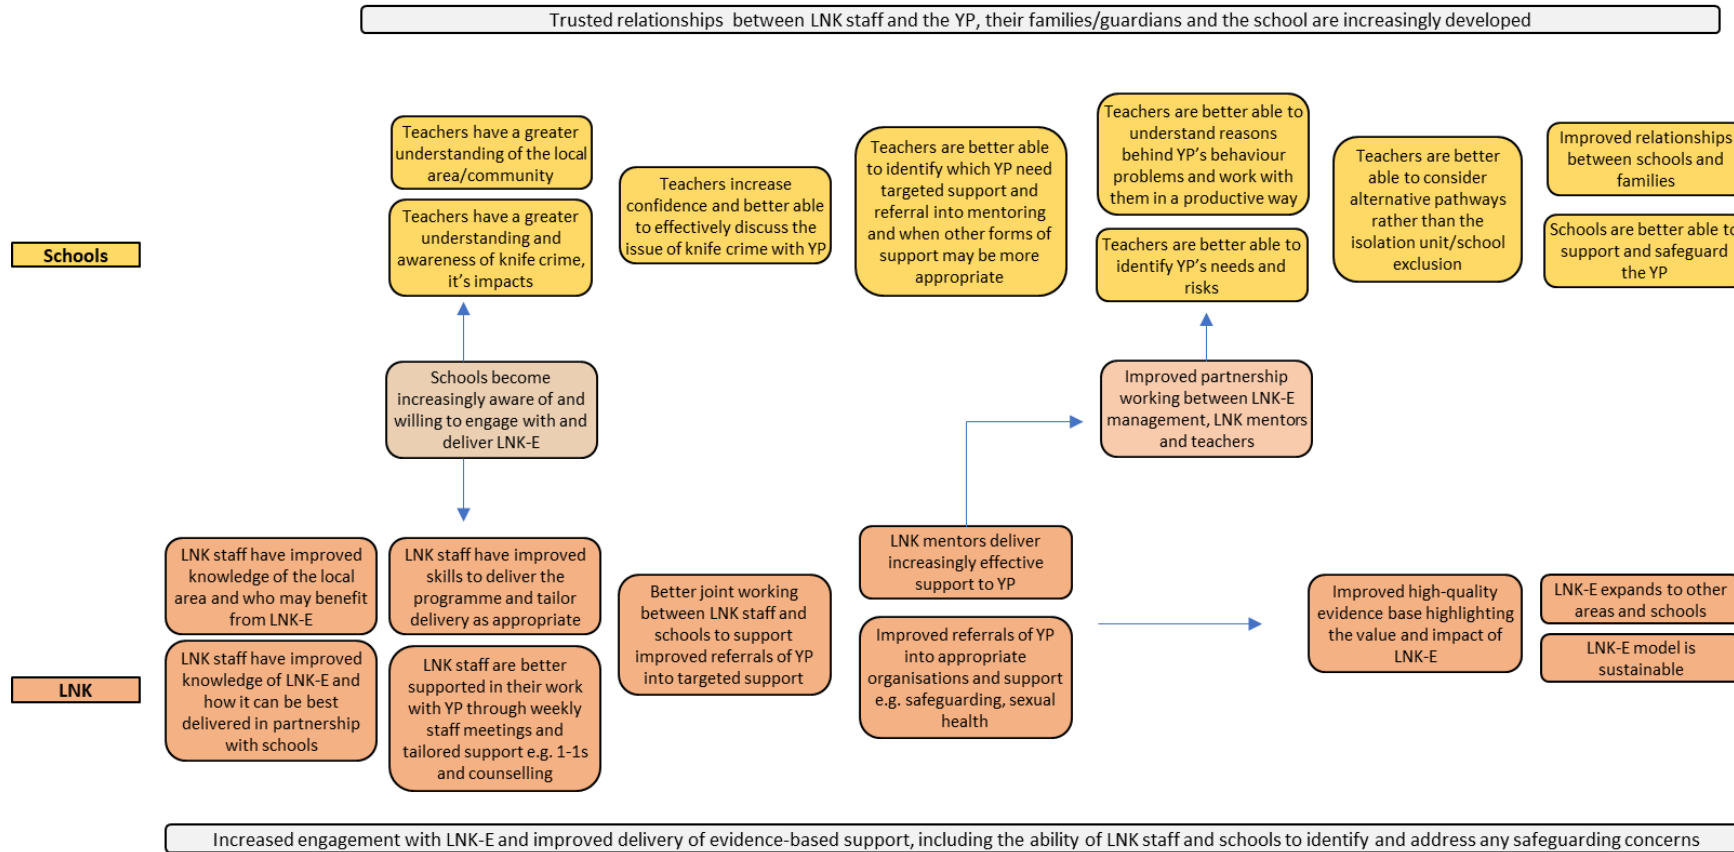 Trusted relationships between LNK staff and the YP, their families/guardians and the school are increasingly developed
Schools
Teachers have a greater
understanding of the local
area/community
Teachers have a greater
understanding and
awareness of knife crime,
it's impacts
Teachers increase
confidence and better able
to effectively discuss the
issue of knife crime with YP
Teachers are better able
to identify which YP need
targeted support and
referral into mentoring
and when other forms of
support may be more
appropriate
Teachers are better able to
understand reasons
behind YP's behaviour
problems and work with
them in a productive way
Teachers are better able to
identify YP's needs and
risks
Teachers are better
able to consider
alternative pathways
rather than the
isolation unit/school
exclusion
Improved relationships
between schools and
families
Schools are better able to
support and safeguard
the YP
Schools become
increasingly aware of and
willing to engage with and
deliver LNK-E
Improved partnership
working between LNK-E
management, LNK mentors
and teachers
LNK
LNK staff have improved
knowledge of the local
area and who may benefit
from LNK-E
LNK staff have improved
knowledge of LNK-E and
how it can be best
delivered in partnership
with schools
LNK staff have improved
skills to deliver the
programme and tailor
delivery as appropriate
LNK staff are better
supported in their work
with YP through weekly
staff meetings and
tailored support e.g. 1-1s
and counselling
Better joint working
between LNK staff and
schools to support
improved referrals of YP
into targeted support
LNK mentors deliver
increasingly effective
support to YP
Improved referrals of YP
into appropriate
organisations and support
e.g. safeguarding, sexual
health
Improved high-quality
evidence base highlighting
the value and impact of
LNK-E
LNK-E expands to other
areas and schools
LNK-E model is
sustainable
Increased engagement with LNK-E and improved delivery of evidence-based support, including the ability of LNK staff and schools to identify and address any safeguarding concerns